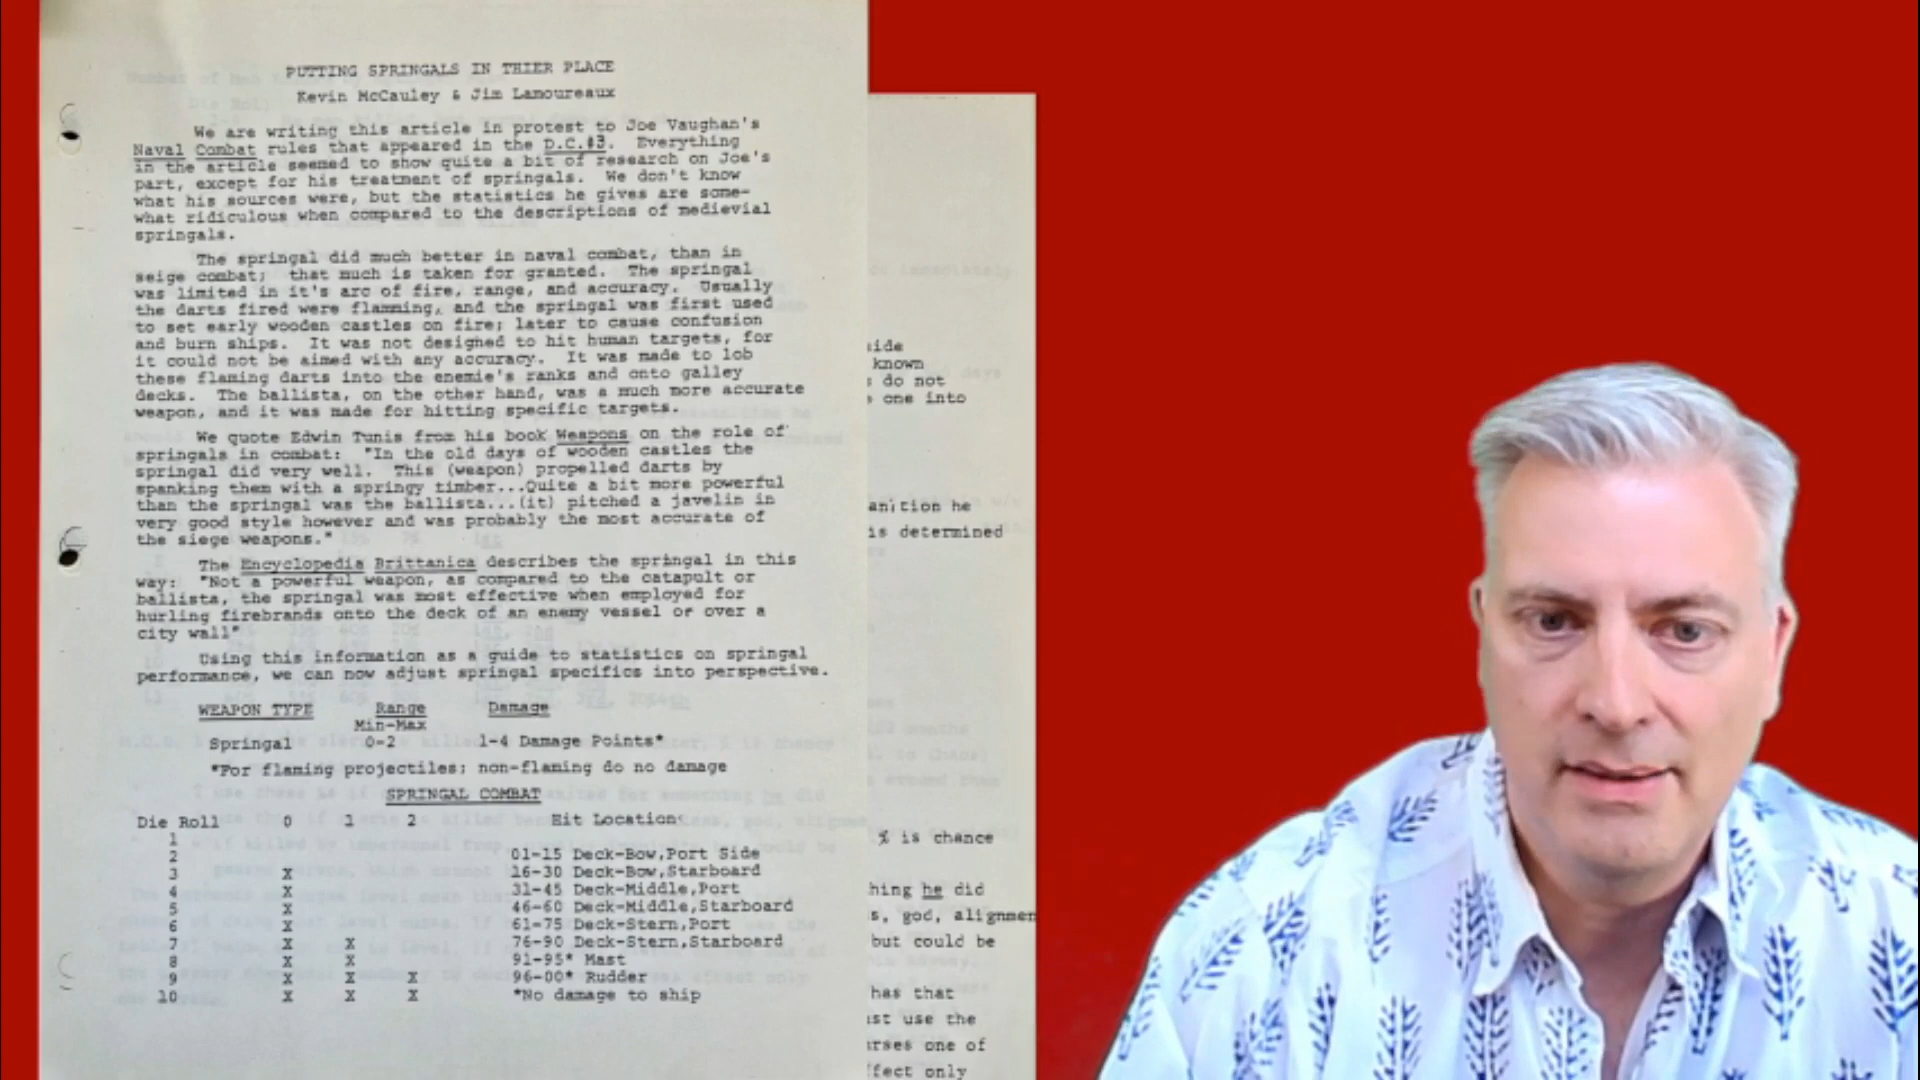 PUTTING SPRINGALS IN THIER PLACE
Kevin McCauley & Jim Lamoureaux
We are writing this article in protest to Joe Vaughan's
Naval Combat rules that appeared in the D.C.#3. Everything
in the article seemed to show quite a bit of research on Joe's
part, except for his treatment of springals. We don't know
what his sources were, but the statistics he gives are some-
what ridiculous when compared to the descriptions of medievial
springals.
The springal did much better in naval combat, than in
seige combat; that much is taken for granted. The springal
was limited in it's arc of fire, range, and accuracy. Usually
the darts fired were flamming, and the springal was first used
to set early wooden castles on fire; later to cause confusion
and burn ships. It was not designed to hit human targets, for
it could not be aimed with any accuracy. It was made to lob
these flaming darts into the enemie's ranks and onto galley
decks. The ballista, on the other hand, was a much more accurate
weapon, and it was made for hitting specific targets.
We quote Edwin Tunis from his book Weapons on the role of
springals in combat: "In the old days of wooden castles the
springal did very well. This (weapon) propelled darts by
spanking them with a springy timber...Quite a bit more powerful
than the springal was the ballista...(it) pitched a javelin in
very good style however and was probably the most accurate of
the siege weapons."
The Encyclopedia Brittanica describes the springal in this
way: "Not a powerful weapon, as compared to the catapult or
ballista, the springal was most effective when employed for
hurling firebrands onto the deck of an enemy vessel or over a
city wall"
Using this information as a guide to statistics on springal
performance, we can now adjust springal specifics into perspective.
WEAPON TYPE Range Damage
Min-Max
Springal 0-2 1-4 Damage Points*
*For flaming projectiles; non-flaming do no damage
SPRINGAL COMBAT
Die Roll 0 1 2 Hit Location
1
2 01-15 Deck-Bow,Port Side
3 X 16-30 Deck-Bow,Starboard
4 X 31-45 Deck-Middle,Port
5 X 46-60 Deck-Middle,Starboard
6 X 61-75 Deck-Stern,Port
7 X X 76-90 Deck-Stern,Starboard
8 X X 91-95* Mast
9 X X X 96-00* Rudder
10 X X X *No damage to ship
side
known
s do not
one into
anition he
is determined
% is chance
hing he did
s, god, alignmen
but could be
has that
ust use the
urses one of
ffect only